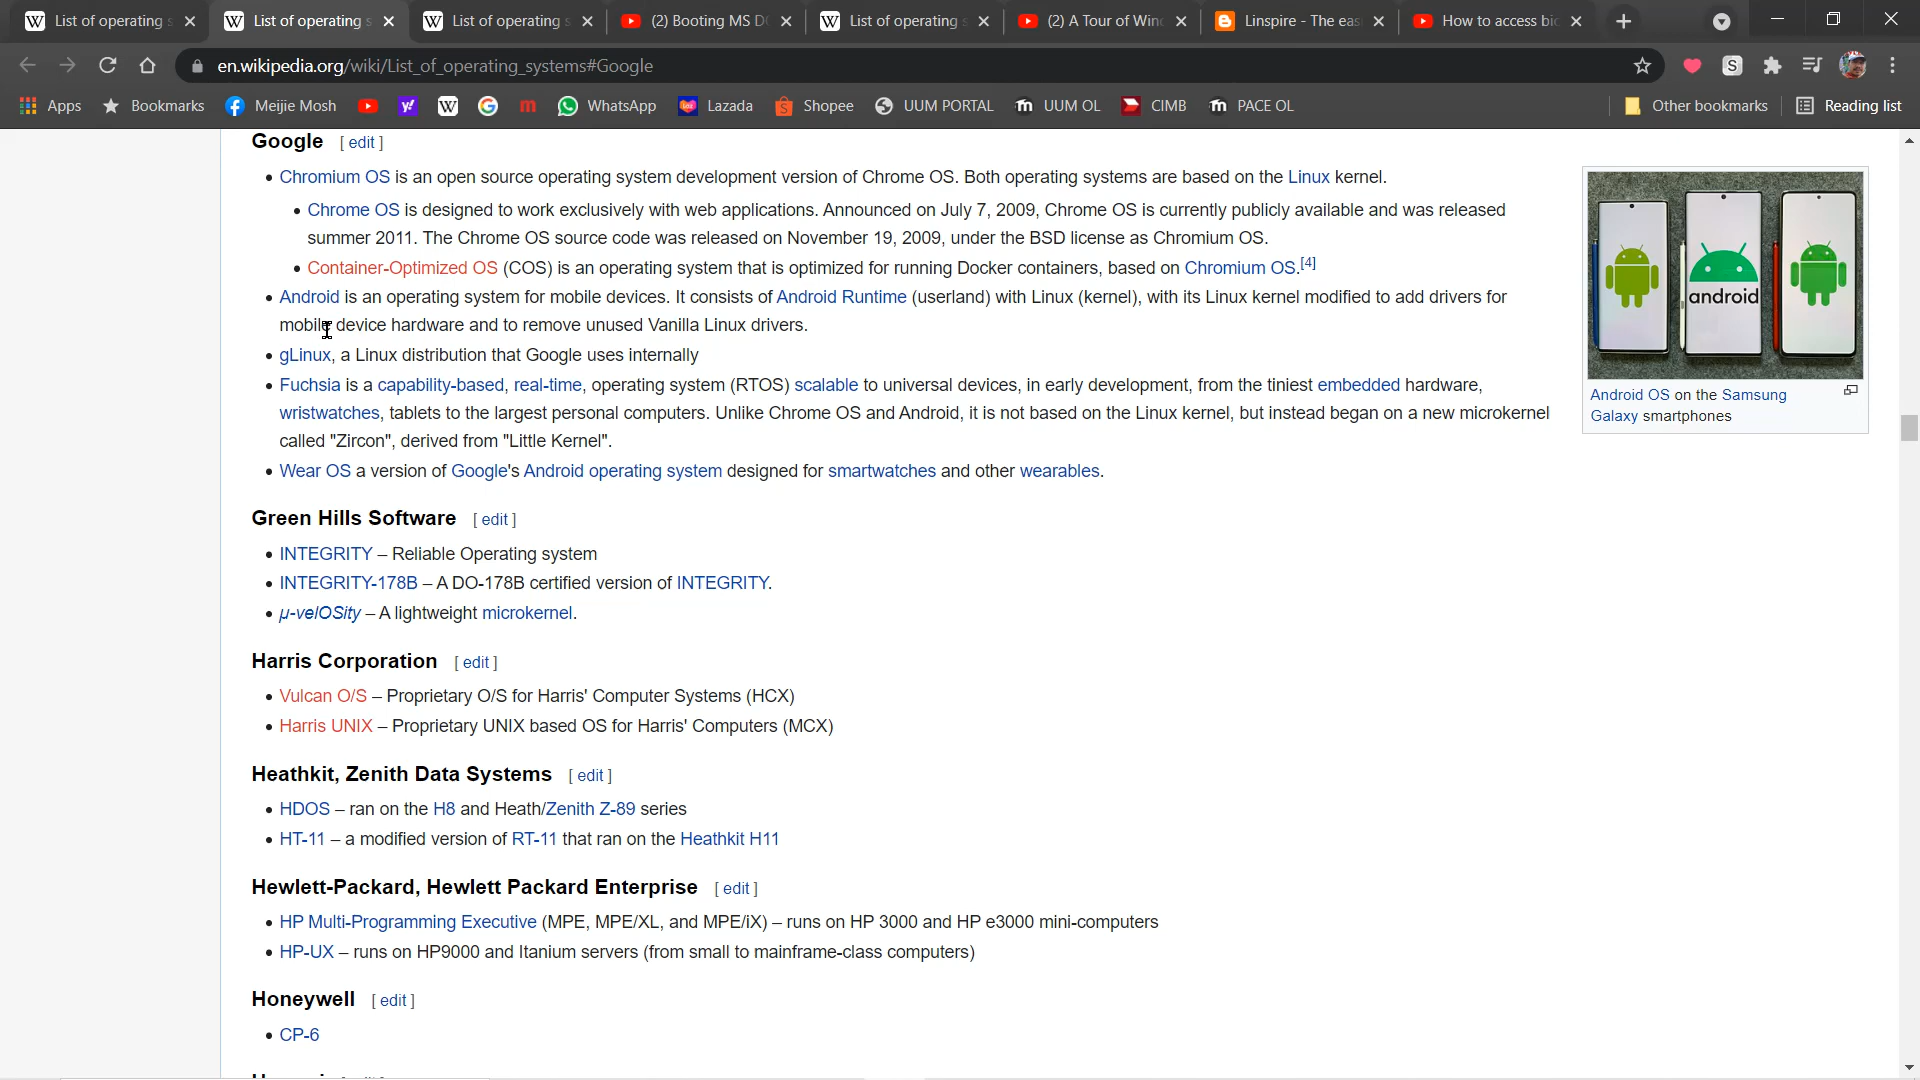 List of operating s
List of operating s
List of operating s
(2) Booting MS D
List of operating s
(2) A Tour of Win
Linspire - The eas
How to access bi
en.wikipedia.org/wiki/List_of_operating_systems#Google
Apps
Bookmarks
Meijie Mosh
WhatsApp
Lazada
Shopee
UUM PORTAL
UUM OL
CIMB
PACE OL
Other bookmarks
Reading list
Google [ edit ]
• Chromium OS is an open source operating system development version of Chrome OS. Both operating systems are based on the Linux kernel.
• Chrome OS is designed to work exclusively with web applications. Announced on July 7, 2009, Chrome OS is currently publicly available and was released
summer 2011. The Chrome OS source code was released on November 19, 2009, under the BSD license as Chromium OS.
• Container-Optimized OS (COS) is an operating system that is optimized for running Docker containers, based on Chromium OS.[4]
• Android is an operating system for mobile devices. It consists of Android Runtime (userland) with Linux (kernel), with its Linux kernel modified to add drivers for
mobile device hardware and to remove unused Vanilla Linux drivers.
• gLinux, a Linux distribution that Google uses internally
• Fuchsia is a capability-based, real-time, operating system (RTOS) scalable to universal devices, in early development, from the tiniest embedded hardware,
wristwatches, tablets to the largest personal computers. Unlike Chrome OS and Android, it is not based on the Linux kernel, but instead began on a new microkernel
called "Zircon", derived from "Little Kernel".
• Wear OS a version of Google's Android operating system designed for smartwatches and other wearables.
android
Android OS on the Samsung
Galaxy smartphones
Green Hills Software [ edit ]
• INTEGRITY – Reliable Operating system
• INTEGRITY-178B – A DO-178B certified version of INTEGRITY.
• μ-velOSity – A lightweight microkernel.
Harris Corporation [ edit ]
• Vulcan O/S – Proprietary O/S for Harris' Computer Systems (HCX)
• Harris UNIX – Proprietary UNIX based OS for Harris' Computers (MCX)
Heathkit, Zenith Data Systems [ edit ]
• HDOS – ran on the H8 and Heath/Zenith Z-89 series
• HT-11 – a modified version of RT-11 that ran on the Heathkit H11
Hewlett-Packard, Hewlett Packard Enterprise [ edit ]
• HP Multi-Programming Executive (MPE, MPE/XL, and MPE/iX) – runs on HP 3000 and HP e3000 mini-computers
• HP-UX – runs on HP9000 and Itanium servers (from small to mainframe-class computers)
Honeywell [ edit ]
• CP-6